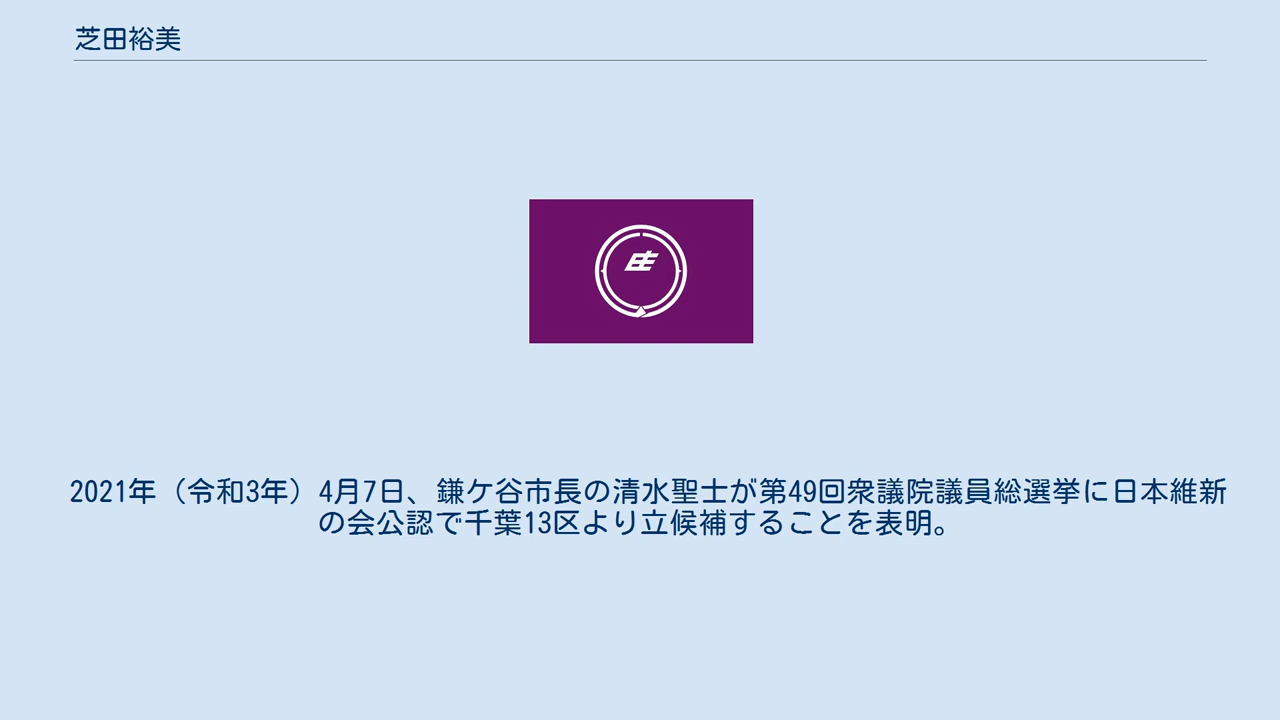 芝田裕美
2021年（令和3年）4月7日、鎌ケ谷市長の清水聖士が第49回衆議院議員総選挙に日本維新
の会公認で千葉13区より立候補することを表明。